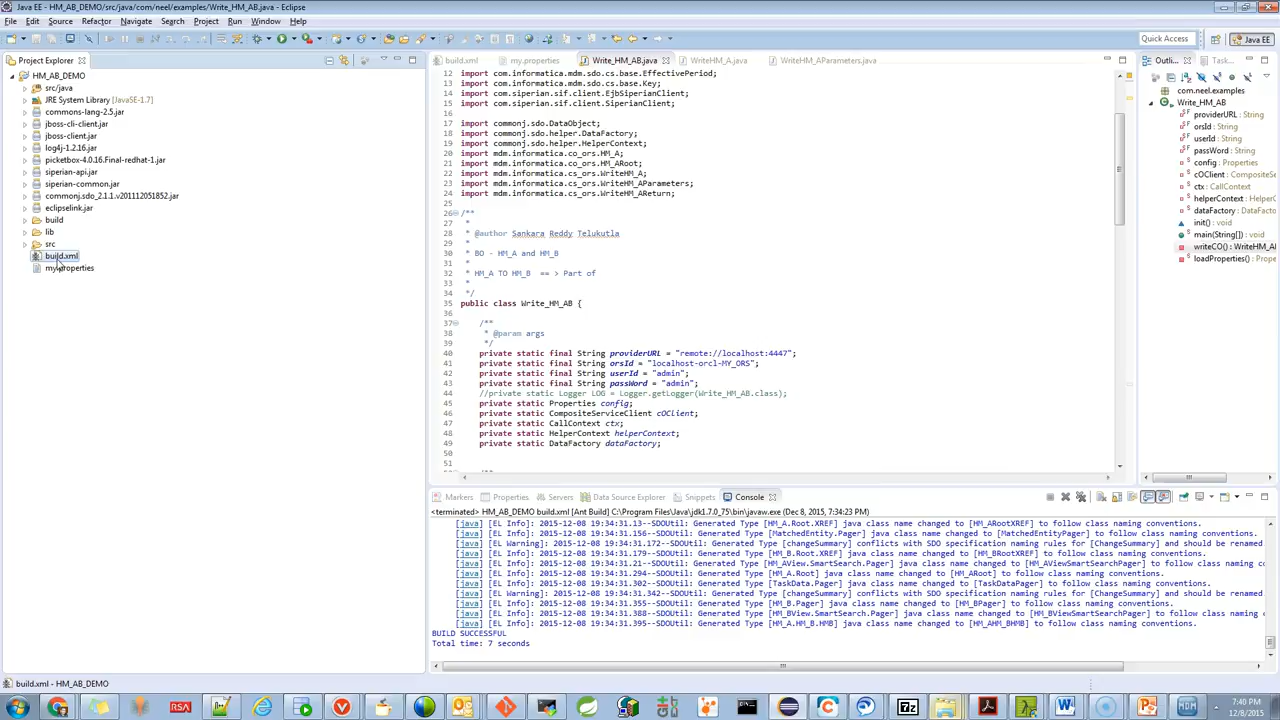 Java EE - HM_AB_DEMO/src/java/com/neel/examples/Write_HM_AB.java - Eclipse
File Edit Source Refactor Navigate Search Project Run Window Help
Quick Access
Java EE
Project Explorer
HM_AB_DEMO
src/java
JRE System Library [JavaSE-1.7]
commons-lang-2.5.jar
jboss-cli-client.jar
jboss-client.jar
log4j-1.2.16.jar
picketbox-4.0.16.Final-redhat-1.jar
siperian-api.jar
siperian-common.jar
commonj.sdo_2.1.1.v201112051852.jar
eclipselink.jar
build
lib
src
build.xml
my.properties
build.xml my.properties Write_HM_AB.java WriteHM_A.java WriteHM_AParameters.java
12 import com.informatica.mdm.sdo.cs.base.EffectivePeriod;
13 import com.informatica.mdm.sdo.cs.base.Key;
14 import com.siperian.sif.client.EjbSiperianClient;
15 import com.siperian.sif.client.SiperianClient;
16
17 import commonj.sdo.DataObject;
18 import commonj.sdo.helper.DataFactory;
19 import commonj.sdo.helper.HelperContext;
20 import mdm.informatica.co_ors.HM_A;
21 import mdm.informatica.co_ors.HM_ARoot;
22 import mdm.informatica.cs_ors.WriteHM_A;
23 import mdm.informatica.cs_ors.WriteHM_AParameters;
24 import mdm.informatica.cs_ors.WriteHM_AReturn;
25
26 /**
27 *
28 * @author Sankara Reddy Telukutla
29 *
30 * BO - HM_A and HM_B
31 *
32 * HM_A TO HM_B == > Part of
33 *
34 */
35 public class Write_HM_AB {
36
37 /**
38 * @param args
39 */
40 private static final String providerURL = "remote://localhost:4447";
41 private static final String orsId = "localhost-orcl-MY_ORS";
42 private static final String userId = "admin";
43 private static final String passWord = "admin";
44 //private static Logger LOG = Logger.getLogger(Write_HM_AB.class);
45 private static Properties config;
46 private static CompositeServiceClient cOClient;
47 private static CallContext ctx;
48 private static HelperContext helperContext;
49 private static DataFactory dataFactory;
50
51
Outli... Task...
com.neel.examples
Write_HM_AB
providerURL : String
orsId : String
userId : String
passWord : String
config : Properties
cOClient : CompositeSe
ctx : CallContext
helperContext : HelperC
dataFactory : DataFactor
init() : void
main(String[]) : void
writeCO() : WriteHM_AI
loadProperties() : Prope
Markers Properties Servers Data Source Explorer Snippets Console
<terminated> HM_AB_DEMO build.xml [Ant Build] C:\Program Files\Java\jdk1.7.0_75\bin\javaw.exe (Dec 8, 2015, 7:34:23 PM)
[java] [EL Info]: 2015-12-08 19:34:31.13--SDOUtil: Generated Type [HM_A.Root.XREF] java class name changed to [HM_ARootXREF] to follow class naming conventions.
[java] [EL Info]: 2015-12-08 19:34:31.156--SDOUtil: Generated Type [MatchedEntity.Pager] java class name changed to [MatchedEntityPager] to follow class naming conventions.
[java] [EL Warning]: 2015-12-08 19:34:31.172--SDOUtil: Generated Type [changeSummary] conflicts with SDO specification naming rules for [ChangeSummary] and should be renamed
[java] [EL Info]: 2015-12-08 19:34:31.179--SDOUtil: Generated Type [HM_B.Root.XREF] java class name changed to [HM_BRootXREF] to follow class naming conventions.
[java] [EL Info]: 2015-12-08 19:34:31.263--SDOUtil: Generated Type [HM_AView.SmartSearch.Pager] java class name changed to [HM_AViewSmartSearchPager] to follow class naming c
[java] [EL Info]: 2015-12-08 19:34:31.294--SDOUtil: Generated Type [HM_A.Root] java class name changed to [HM_ARoot] to follow class naming conventions.
[java] [EL Info]: 2015-12-08 19:34:31.302--SDOUtil: Generated Type [TaskData.Pager] java class name changed to [TaskDataPager] to follow class naming conventions.
[java] [EL Warning]: 2015-12-08 19:34:31.342--SDOUtil: Generated Type [changeSummary] conflicts with SDO specification naming rules for [ChangeSummary] and should be renamed
[java] [EL Info]: 2015-12-08 19:34:31.355--SDOUtil: Generated Type [HM_B.Pager] java class name changed to [HM_BPager] to follow class naming conventions.
[java] [EL Info]: 2015-12-08 19:34:31.388--SDOUtil: Generated Type [HM_BView.SmartSearch.Pager] java class name changed to [HM_BViewSmartSearchPager] to follow class naming
[java] [EL Info]: 2015-12-08 19:34:31.395--SDOUtil: Generated Type [HM_A.HM_B.HMB] java class name changed to [HM_AHM_BHMB] to follow class naming conventions.
BUILD SUCCESSFUL
Total time: 7 seconds
build.xml - HM_AB_DEMO
RSA
7:40 PM
12/8/2015